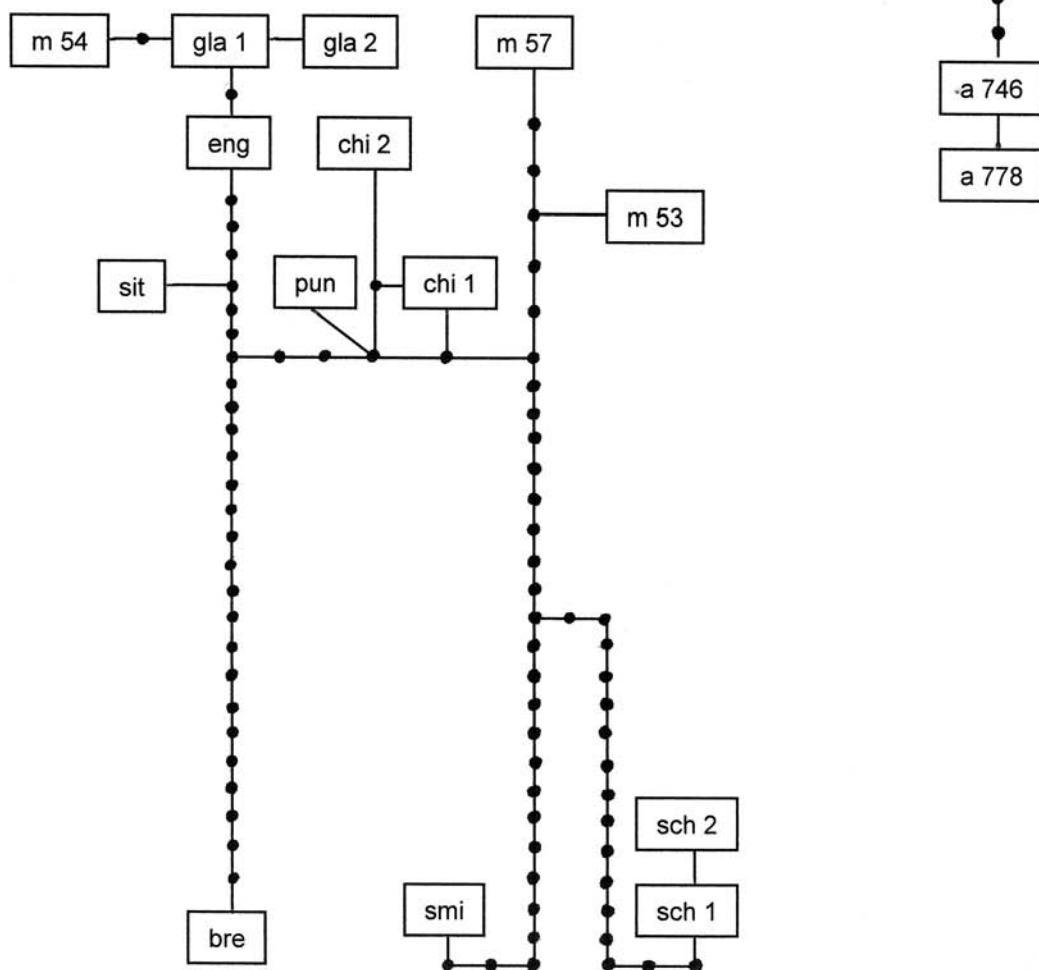 m 54
gla 1
gla 2
m 57
a 746
eng
chi 2
a 778
m 53
sit
pun
chi 1
sch 2
smi
sch 1
bre